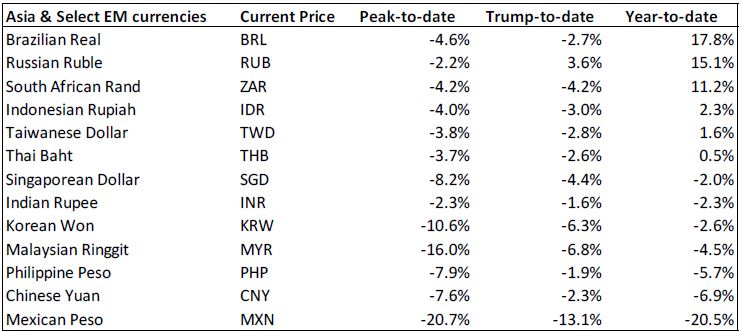 Asia & Select EM currencies Current Price Peak-to-date Trump-to-date Year-to-date
Brazilian Real BRL -4.6% -2.7% 17.8%
Russian Ruble RUB -2.2% 3.6% 15.1%
South African Rand ZAR -4.2% -4.2% 11.2%
Indonesian Rupiah IDR -4.0% -3.0% 2.3%
Taiwanese Dollar TWD -3.8% -2.8% 1.6%
Thai Baht THB -3.7% -2.6% 0.5%
Singaporean Dollar SGD -8.2% -4.4% -2.0%
Indian Rupee INR -2.3% -1.6% -2.3%
Korean Won KRW -10.6% -6.3% -2.6%
Malaysian Ringgit MYR -16.0% -6.8% -4.5%
Philippine Peso PHP -7.9% -1.9% -5.7%
Chinese Yuan CNY -7.6% -2.3% -6.9%
Mexican Peso MXN -20.7% -13.1% -20.5%